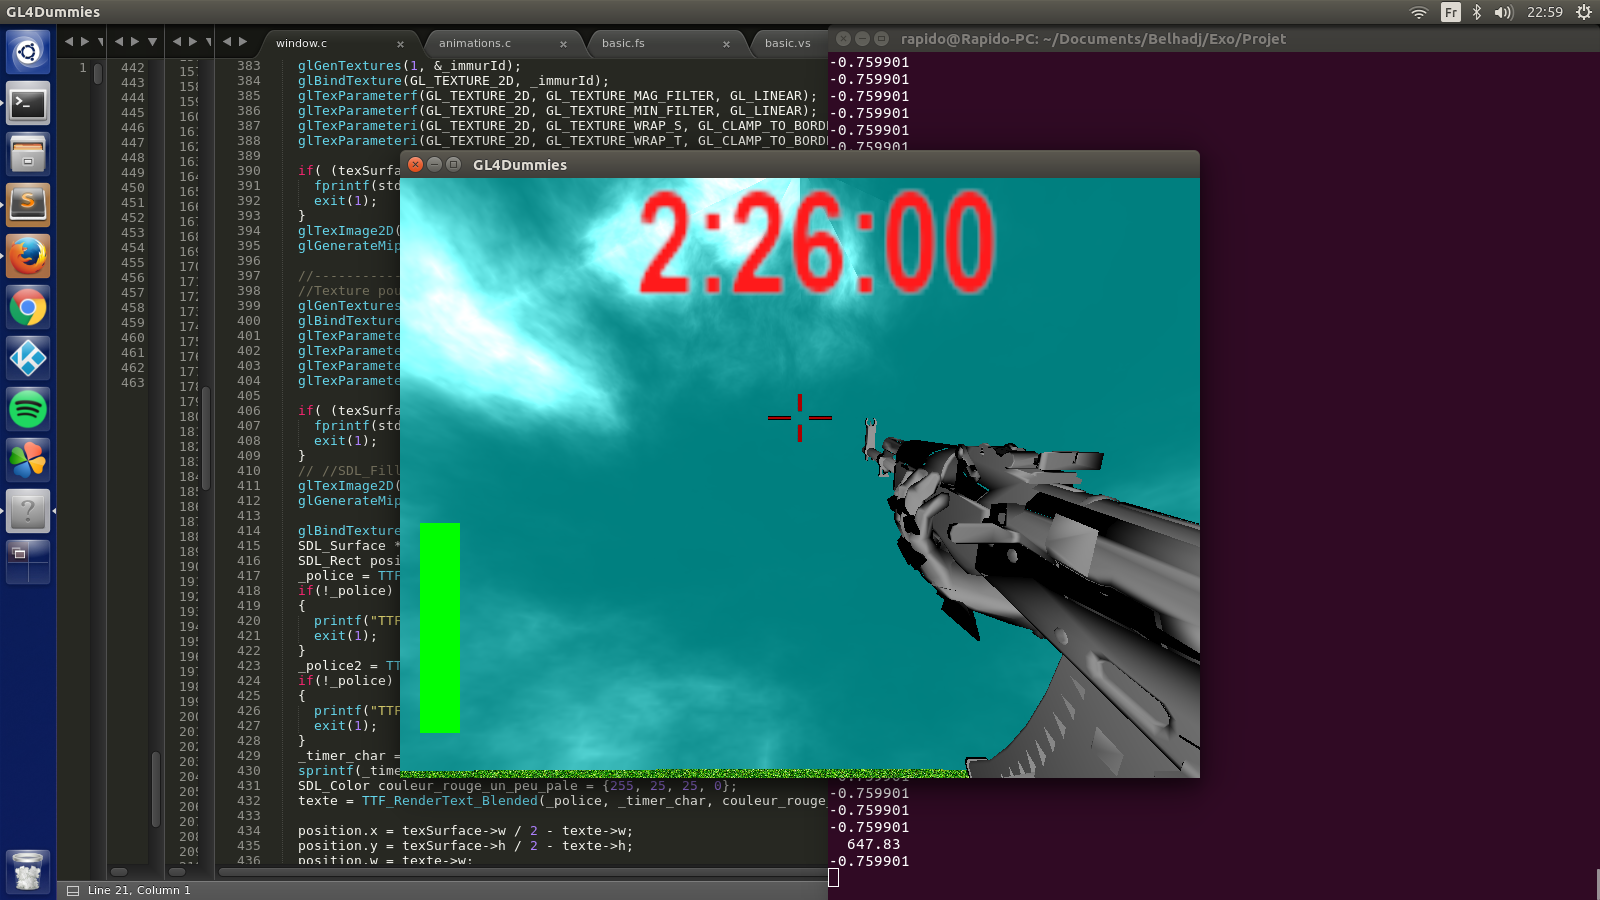 GL4Dummies
Fr
22:59
window.c
animations.c
basic.fs
basic.vs
rapido@Rapido-PC: ~/Documents/Belhadj/Exo/Projet
1
442
443
444
445
446
447
448
449
450
451
452
453
454
455
456
457
458
459
460
461
462
463
383 glGenTextures(1, &_immurId);
384 glBindTexture(GL_TEXTURE_2D, _immurId);
385 glTexParameterf(GL_TEXTURE_2D, GL_TEXTURE_MAG_FILTER, GL_LINEAR);
386 glTexParameterf(GL_TEXTURE_2D, GL_TEXTURE_MIN_FILTER, GL_LINEAR);
387 glTexParameteri(GL_TEXTURE_2D, GL_TEXTURE_WRAP_S, GL_CLAMP_TO_BORD
388 glTexParameteri(GL_TEXTURE_2D, GL_TEXTURE_WRAP_T, GL_CLAMP_TO_BORD
389
390 if( (texSurfa
391 fprintf(std
392 exit(1);
393 }
394 glTexImage2D(
395 glGenerateMip
396
397 //------------
398 //Texture pou
399 glGenTextures
400 glBindTexture
401 glTexParamete
402 glTexParamete
403 glTexParamete
404 glTexParamete
405
406 if( (texSurfa
407 fprintf(std
408 exit(1);
409 }
410 // //SDL_Fill
411 glTexImage2D(
412 glGenerateMip
413
414 glBindTexture
415 SDL_Surface *
416 SDL_Rect posi
417 _police = TTF
418 if(!_police)
419 {
420 printf("TTF
421 exit(1);
422 }
423 _police2 = TT
424 if(!_police)
425 {
426 printf("TTF
427 exit(1);
428 }
429 _timer_char =
430 sprintf(_time
431 SDL_Color couleur_rouge_un_peu_pale = {255, 25, 25, 0};
432 texte = TTF_RenderText_Blended(_police, _timer_char, couleur_rouge_
433
434 position.x = texSurface->w / 2 - texte->w;
435 position.y = texSurface->h / 2 - texte->h;
436 position.w = texte->w;
GL4Dummies
2:26:00
-0.759901
-0.759901
-0.759901
-0.759901
-0.759901
-0.759901
-0.759901
-0.759901
-0.759901
-0.759901
647.83
-0.759901
Line 21, Column 1